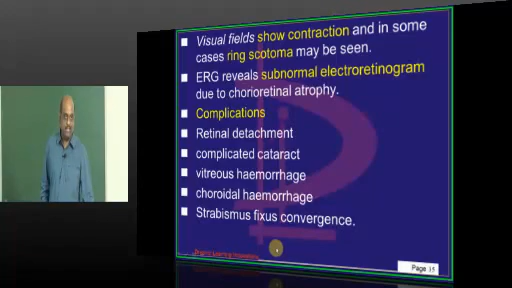 Visual fields show contraction and in some
cases ring scotoma may be seen.
ERG reveals subnormal electroretinogram
due to chorioretinal atrophy.
Complications
Retinal detachment
complicated cataract
vitreous haemorrhage
choroidal haemorrhage
Strabismus fixus convergence.
Page 15